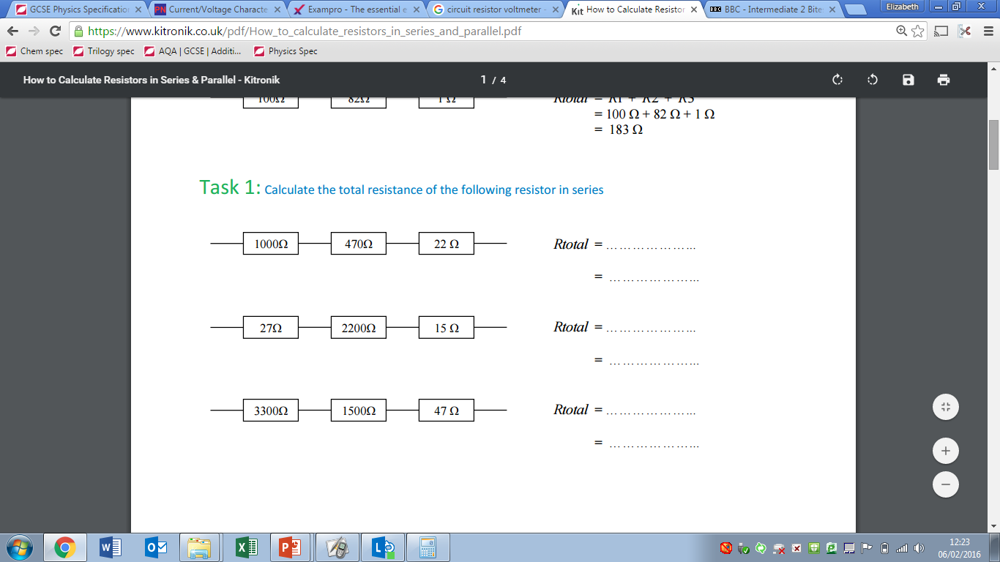 GCSE Physics Specification
Current/Voltage Characte
Exampro - The essential e
circuit resistor voltmeter -
How to Calculate Resistor
BBC - Intermediate 2 Bite
Elizabeth
https://www.kitronik.co.uk/pdf/How_to_calculate_resistors_in_series_and_parallel.pdf
Chem spec Trilogy spec AQA | GCSE | Additi... Physics Spec
How to Calculate Resistors in Series & Parallel - Kitronik 1 / 4
100Ω 82Ω 1 Ω Rtotal = R1 + R2 + R3
= 100 Ω + 82 Ω + 1 Ω
= 183 Ω
Task 1: Calculate the total resistance of the following resistor in series
1000Ω 470Ω 22 Ω Rtotal = …………………
= …………………
27Ω 2200Ω 15 Ω Rtotal = …………………
= …………………
3300Ω 1500Ω 47 Ω Rtotal = …………………
= …………………
12:23
06/02/2016